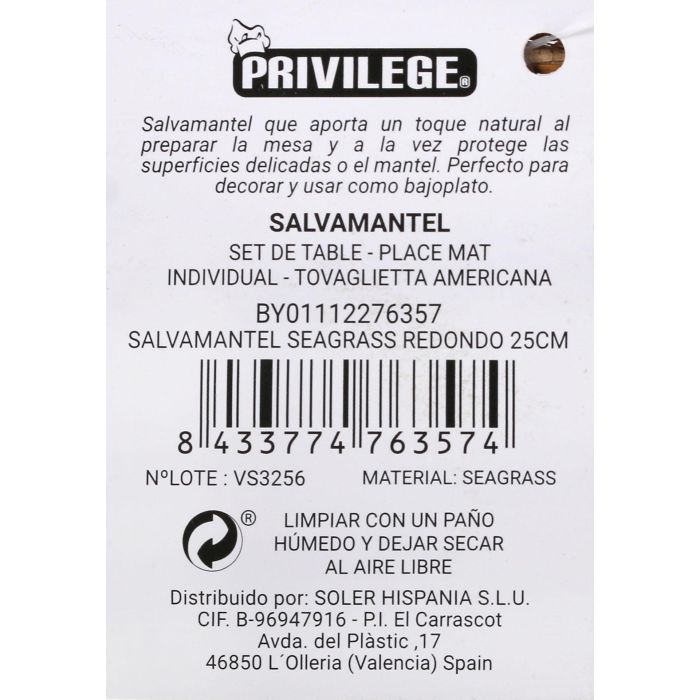 PRIVILEGE®
Salvamantel que aporta un toque natural al
preparar la mesa y a la vez protege las
superficies delicadas o el mantel. Perfecto para
decorar y usar como bajoplato.
SALVAMANTEL
SET DE TABLE - PLACE MAT
INDIVIDUAL - TOVAGLIETTA AMERICANA
BY01112276357
SALVAMANTEL SEAGRASS REDONDO 25CM
8 433774 763574
NºLOTE : VS3256 MATERIAL: SEAGRASS
® LIMPIAR CON UN PAÑO
HÚMEDO Y DEJAR SECAR
AL AIRE LIBRE
Distribuido por: SOLER HISPANIA S.L.U.
CIF. B-96947916 - P.I. El Carrascot
Avda. del Plàstic ,17
46850 L´Olleria (Valencia) Spain